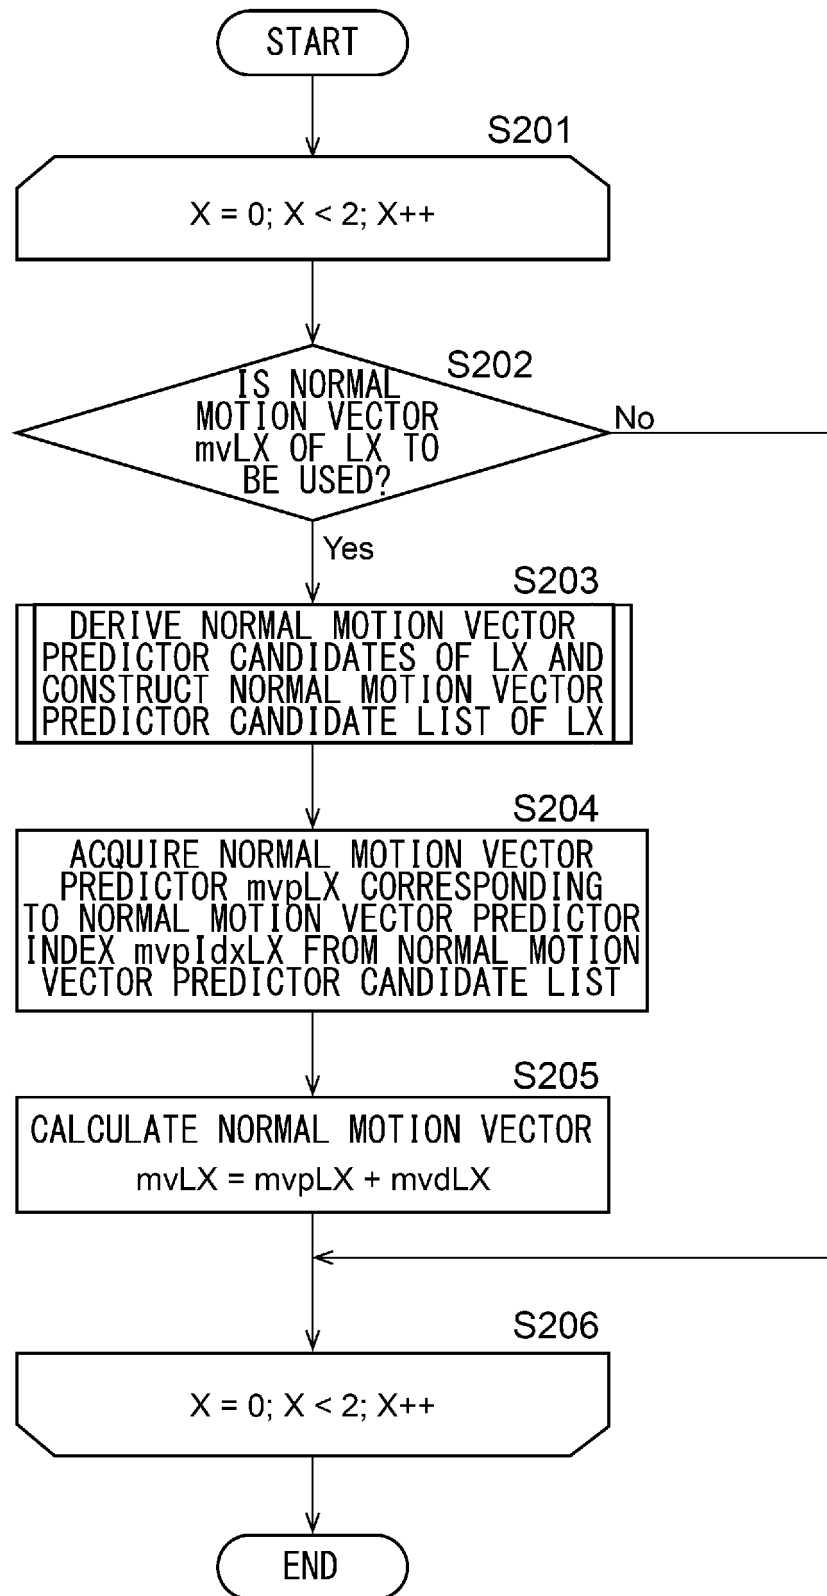 START
S201
X = 0; X < 2; X++
S202
IS NORMAL
MOTION VECTOR
mvLX OF LX TO
BE USED?
No
Yes
S203
DERIVE NORMAL MOTION VECTOR
PREDICTOR CANDIDATES OF LX AND
CONSTRUCT NORMAL MOTION VECTOR
PREDICTOR CANDIDATE LIST OF LX
S204
ACQUIRE NORMAL MOTION VECTOR
PREDICTOR mvpLX CORRESPONDING
TO NORMAL MOTION VECTOR PREDICTOR
INDEX mvpIdxLX FROM NORMAL MOTION
VECTOR PREDICTOR CANDIDATE LIST
S205
CALCULATE NORMAL MOTION VECTOR
mvLX = mvpLX + mvdLX
S206
X = 0; X < 2; X++
END